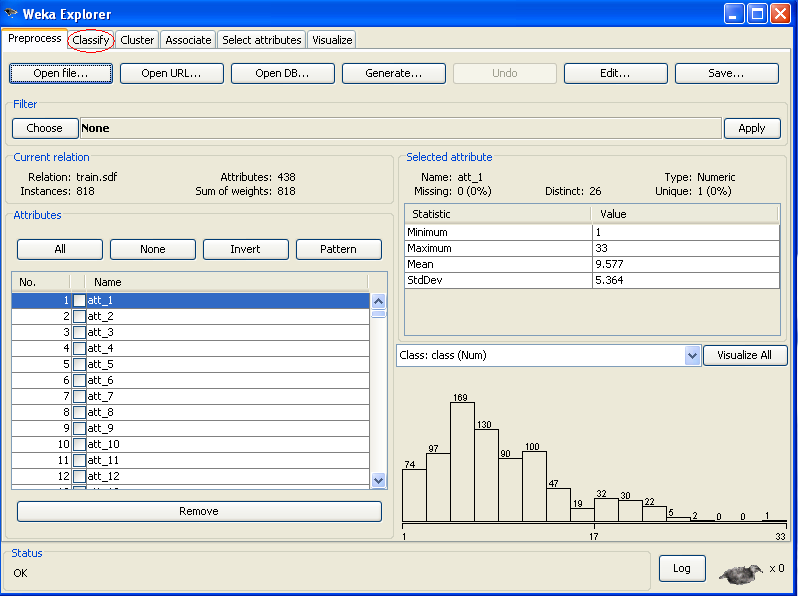 Weka Explorer
Preprocess Classify Cluster Associate Select attributes Visualize
Open file... Open URL... Open DB... Generate... Undo Edit... Save...
Filter
Choose None Apply
Current relation
Relation: train.sdf Attributes: 438
Instances: 818 Sum of weights: 818
Attributes
All None Invert Pattern
No. Name
1 att_1
2 att_2
3 att_3
4 att_4
5 att_5
6 att_6
7 att_7
8 att_8
9 att_9
10 att_10
11 att_11
12 att_12
Remove
Selected attribute
Name: att_1 Type: Numeric
Missing: 0 (0%) Distinct: 26 Unique: 1 (0%)
Statistic Value
Minimum 1
Maximum 33
Mean 9.577
StdDev 5.364
Class: class (Num) Visualize All
74 97 169 130 90 100 47 19 32 30 22 5 2 0 0 1
1 17 33
Status
OK
Log x 0